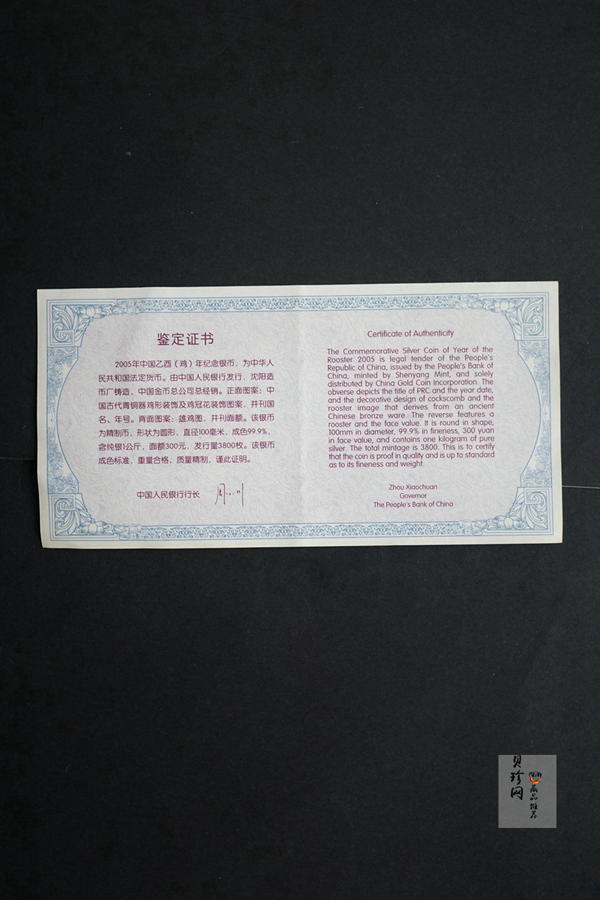 鉴定证书
2005年中国乙酉（鸡）年纪念银币，为中华人
民共和国法定货币。由中国人民银行发行，沈阳造
币厂铸造，中国金币总公司总经销。正面图案：中
国古代青铜器鸡形装饰及鸡冠花装饰图案，并刊国
名、年号。背面图案：雄鸡图，并刊面额。该银币
为精制币，形状为圆形，直径100毫米，成色99.9%，
含纯银1公斤，面额300元，发行量3800枚。该银币
成色标准，重量合格，质量精制，谨此证明。
中国人民银行行长
Certificate of Authenticity
The Commemorative Silver Coin of Year of the
Rooster 2005 is legal tender of the People's
Republic of China, issued by the People's Bank of
China, minted by Shenyang Mint, and solely
distributed by China Gold Coin Incorporation. The
obverse depicts the title of PRC and the year date,
and the decorative design of cockscomb and the
rooster image that derives from an ancient
Chinese bronze ware. The reverse features a
rooster and the face value. It is round in shape,
100mm in diameter, 99.9% in fineness, 300 yuan
in face value, and contains one kilogram of pure
silver. The total mintage is 3800. This is to certify
that the coin is proof in quality and is up to standard
as to its fineness and weight.
Zhou Xiaochuan
Governor
The People's Bank of China
贝珍网
藏品推荐